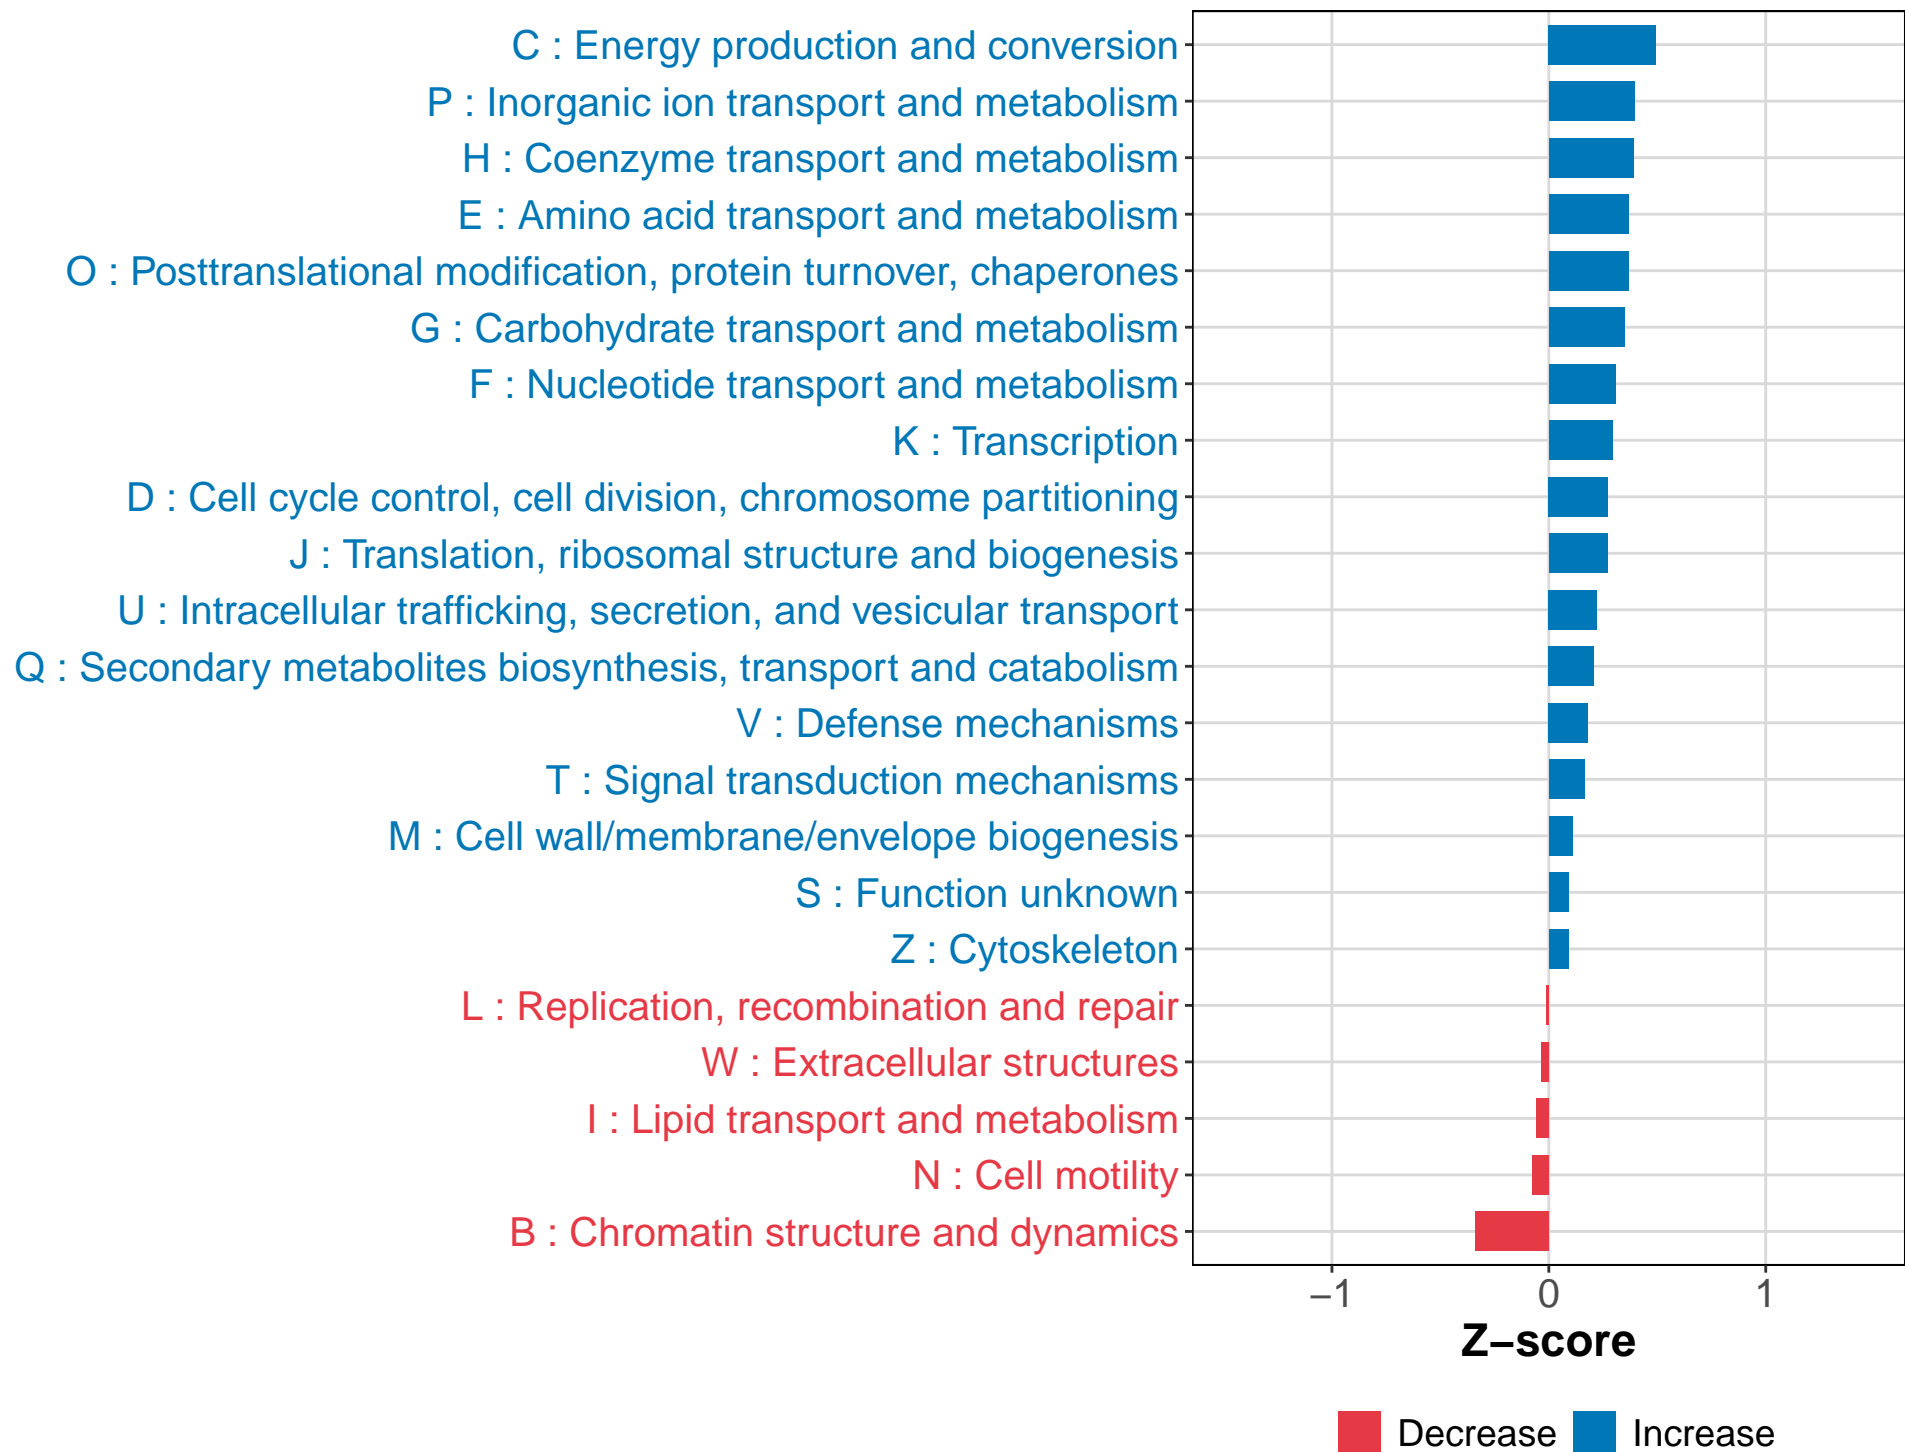 C : Energy production and conversion
P : Inorganic ion transport and metabolism
H : Coenzyme transport and metabolism
E : Amino acid transport and metabolism
O : Posttranslational modification, protein turnover, chaperones
G : Carbohydrate transport and metabolism
F : Nucleotide transport and metabolism
K : Transcription
D : Cell cycle control, cell division, chromosome partitioning
J : Translation, ribosomal structure and biogenesis
U : Intracellular trafficking, secretion, and vesicular transport
Q : Secondary metabolites biosynthesis, transport and catabolism
V : Defense mechanisms
T : Signal transduction mechanisms
M : Cell wall/membrane/envelope biogenesis
S : Function unknown
Z : Cytoskeleton
L : Replication, recombination and repair
W : Extracellular structures
I : Lipid transport and metabolism
N : Cell motility
B : Chromatin structure and dynamics
−1 0 1
Z−score
Decrease Increase